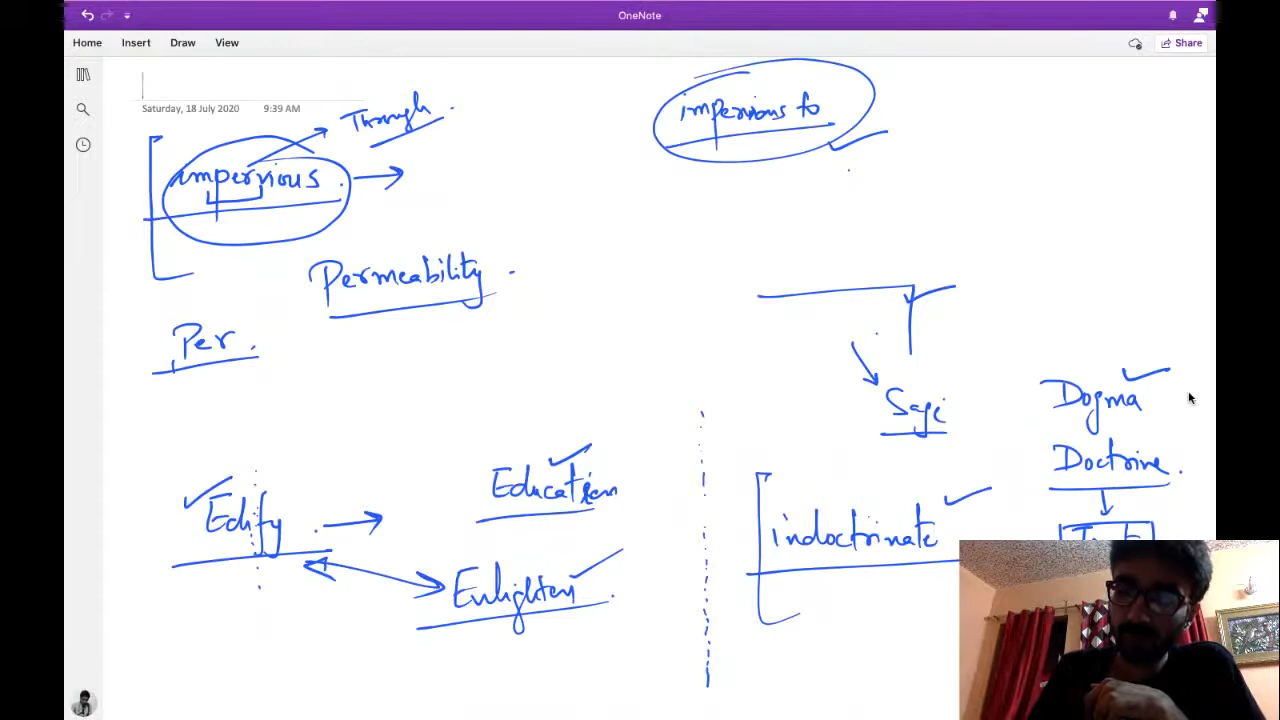 OneNote
Home Insert Draw View Share
Saturday, 18 July 2020 9:39 AM
Through.
impervious to
impervious.
Permeability.
Per.
Sage
Dogma
Doctrine.
Edify.
Education
Enlighten.
indoctrinate